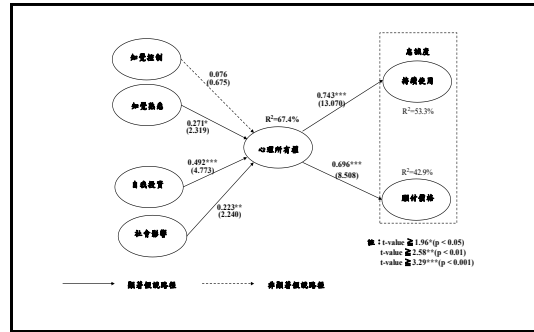 知覺控制
0.076
(0.675)
知覺熟悉
0.271*
(2.319)
自我投資
0.492***
(4.773)
社會影響
0.223**
(2.240)
R²=67.4%
心理所有權
0.743***
(13.070)
0.696***
(8.508)
忠誠度
持續使用
R²=53.3%
R²=42.9%
願付價格
註：t-value ≧1.96*(p < 0.05)
t-value ≧2.58**(p < 0.01)
t-value ≧3.29***(p < 0.001)
顯著假說路徑
非顯著假說路徑